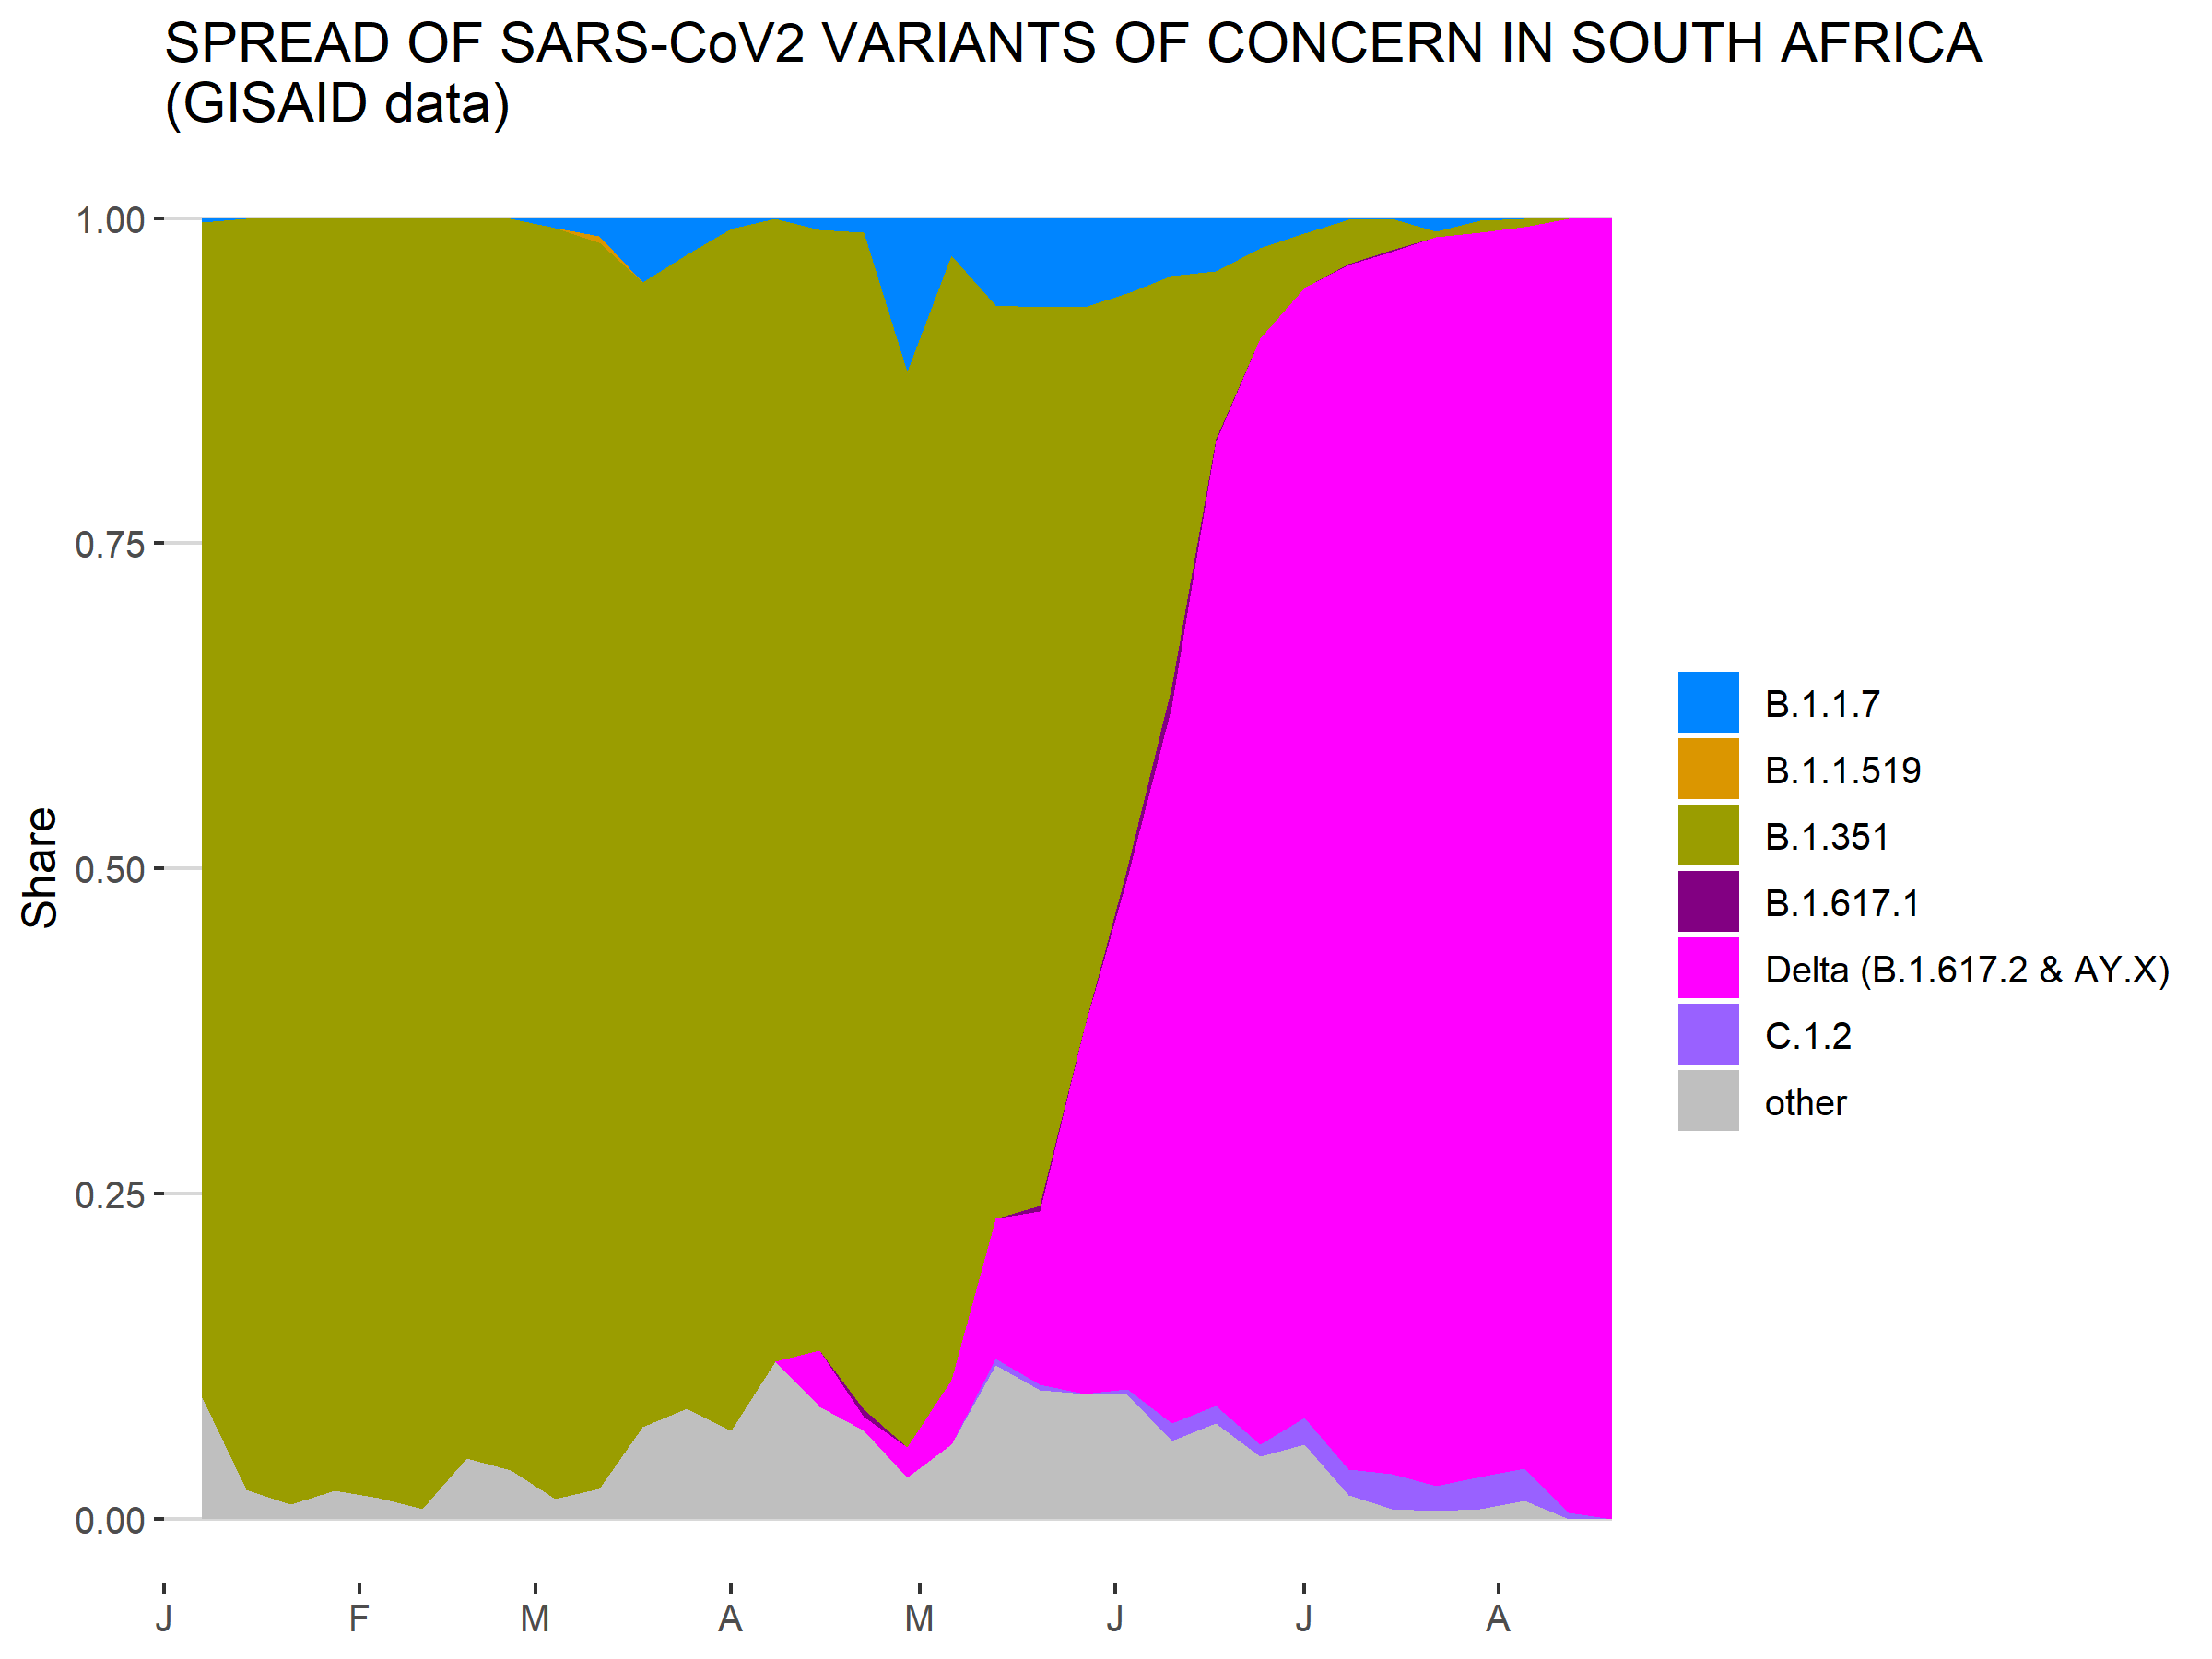 SPREAD OF SARS-CoV2 VARIANTS OF CONCERN IN SOUTH AFRICA
(GISAID data)
1.00
0.75
0.50
0.25
0.00
Share
J F M A M J J A
B.1.1.7
B.1.1.519
B.1.351
B.1.617.1
Delta (B.1.617.2 & AY.X)
C.1.2
other